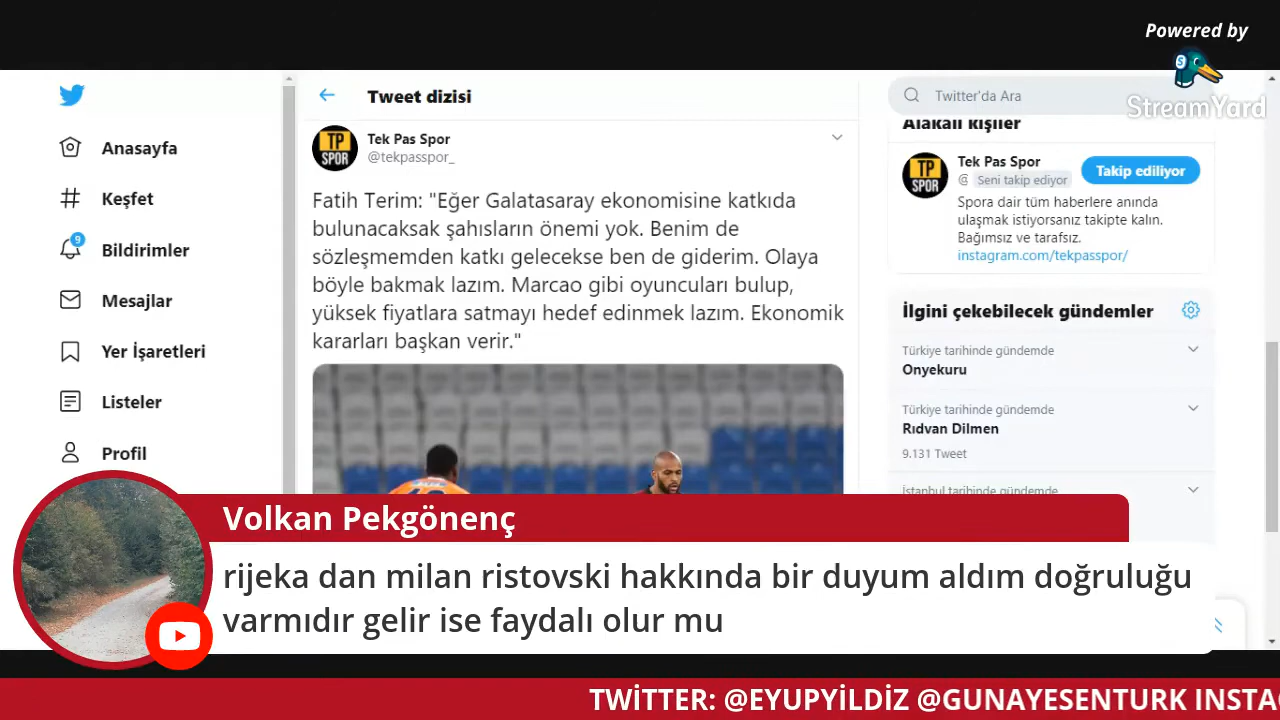 Powered by
StreamYard
Anasayfa
Keşfet
9
Bildirimler
Mesajlar
Yer İşaretleri
Listeler
Profil
Tweet dizisi
TP
SPOR
Tek Pas Spor
@tekpasspor_
Fatih Terim: "Eğer Galatasaray ekonomisine katkıda
bulunacaksak şahısların önemi yok. Benim de
sözleşmemden katkı gelecekse ben de giderim. Olaya
böyle bakmak lazım. Marcao gibi oyuncuları bulup,
yüksek fiyatlara satmayı hedef edinmek lazım. Ekonomik
kararları başkan verir."
Twitter'da Ara
Alakalı kişiler
TP
SPOR
Tek Pas Spor
@ Seni takip ediyor
Takip ediliyor
Spora dair tüm haberlere anında
ulaşmak istiyorsanız takipte kalın.
Bağımsız ve tarafsız.
instagram.com/tekpasspor/
İlgini çekebilecek gündemler
Türkiye tarihinde gündemde
Onyekuru
Türkiye tarihinde gündemde
Rıdvan Dilmen
9.131 Tweet
İstanbul tarihinde gündemde
Volkan Pekgönenç
rijeka dan milan ristovski hakkında bir duyum aldım doğruluğu
varmıdır gelir ise faydalı olur mu
TWİTTER: @EYUPYİLDİZ @GUNAYESENTURK INSTA